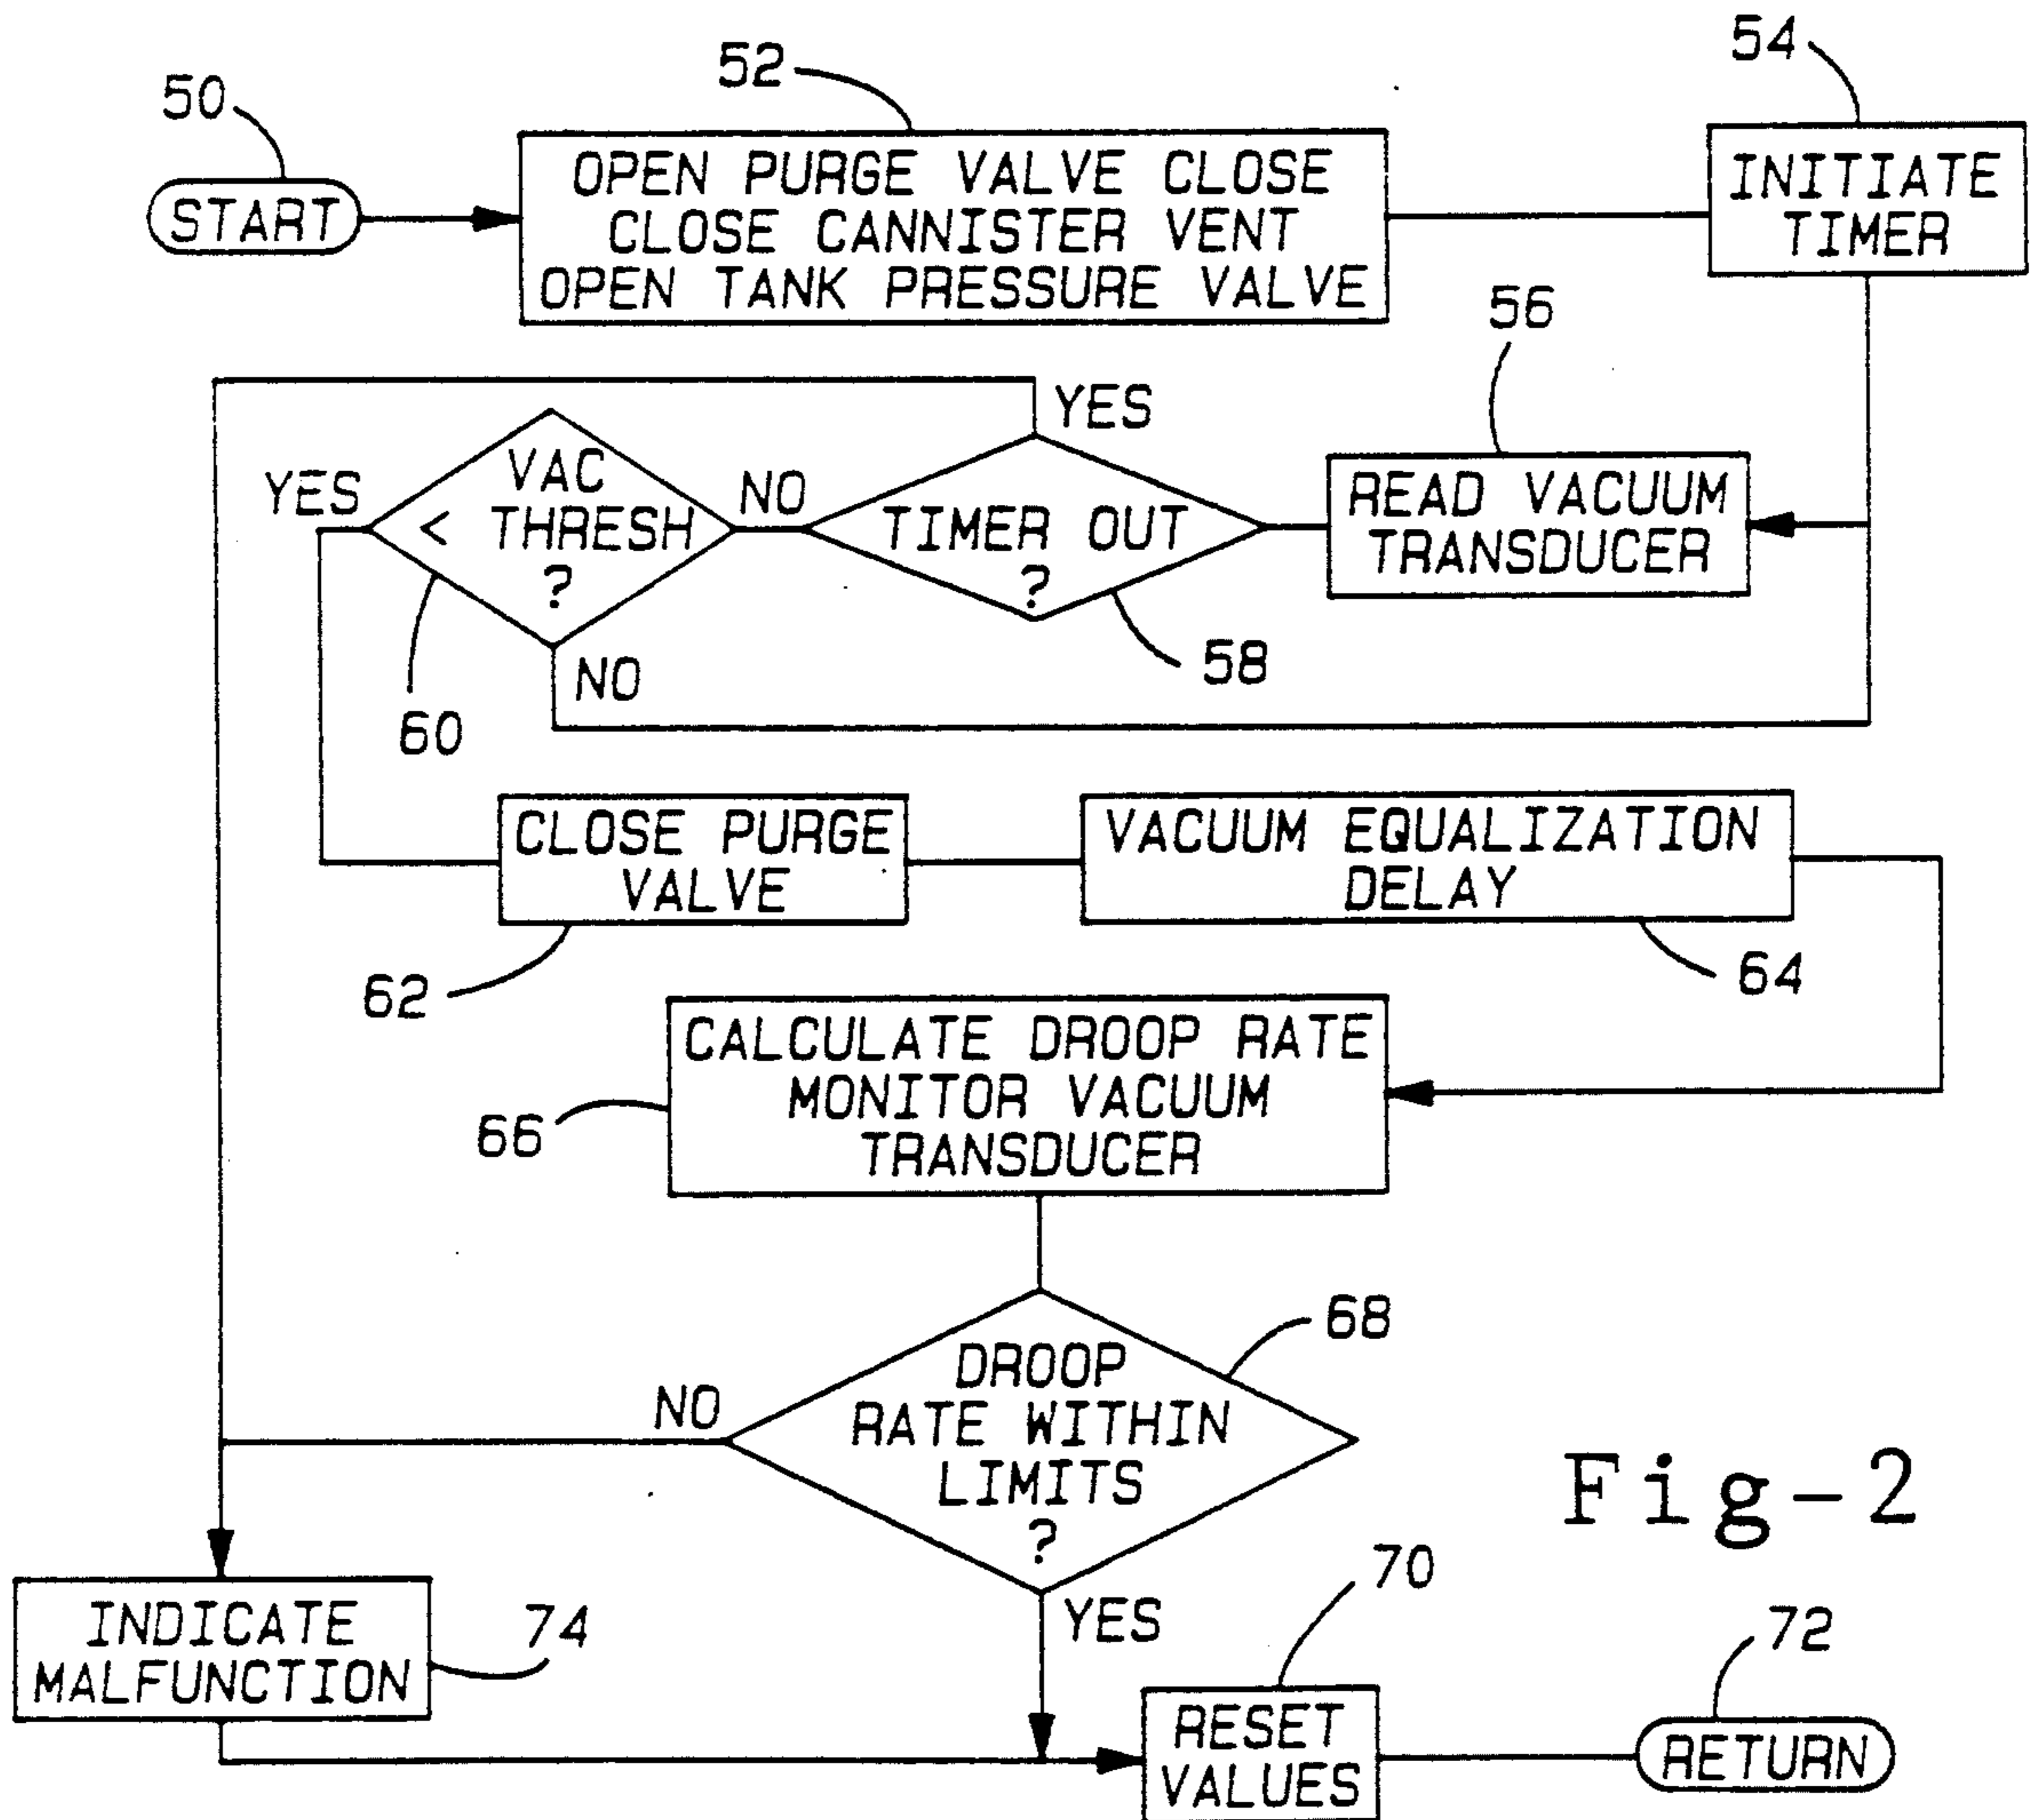 50
52
54
START
OPEN PURGE VALVE CLOSE
CLOSE CANNISTER VENT
OPEN TANK PRESSURE VALVE
INITIATE
TIMER
56
YES
YES
VAC
< THRESH
?
NO
TIMER OUT
?
READ VACUUM
TRANSDUCER
58
NO
60
CLOSE PURGE
VALVE
VACUUM EQUALIZATION
DELAY
62
64
CALCULATE DROOP RATE
MONITOR VACUUM
TRANSDUCER
66
68
DROOP
RATE WITHIN
LIMITS
?
NO
Fig-2
YES
70
72
INDICATE
MALFUNCTION
74
RESET
VALUES
RETURN